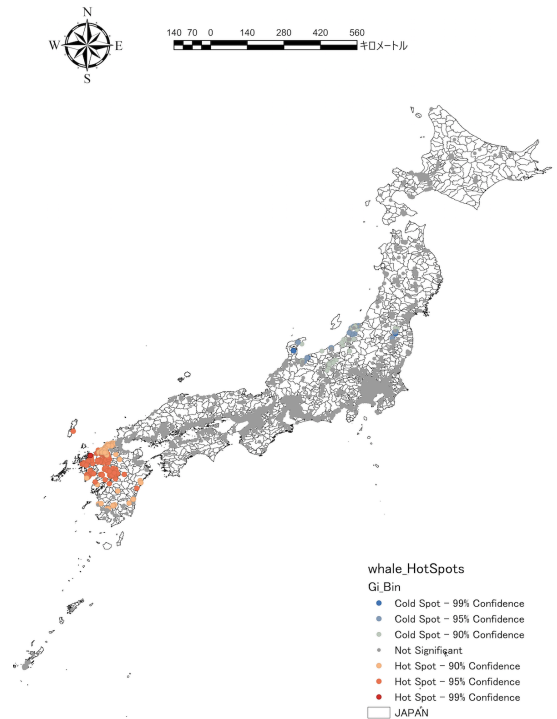 N
W E
S
140 70 0 140 280 420 560
キロメートル
whale_HotSpots
Gi_Bin
Cold Spot - 99% Confidence
Cold Spot - 95% Confidence
Cold Spot - 90% Confidence
Not Significant
Hot Spot - 90% Confidence
Hot Spot - 95% Confidence
Hot Spot - 99% Confidence
JAPAN